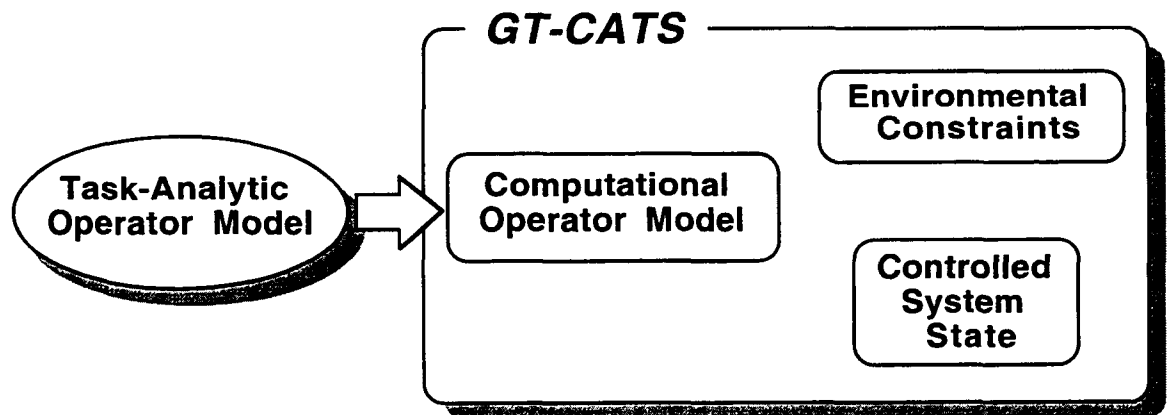 GT-CATS
Environmental
Constraints
Task-Analytic
Operator Model
Computational
Operator Model
Controlled
System
State